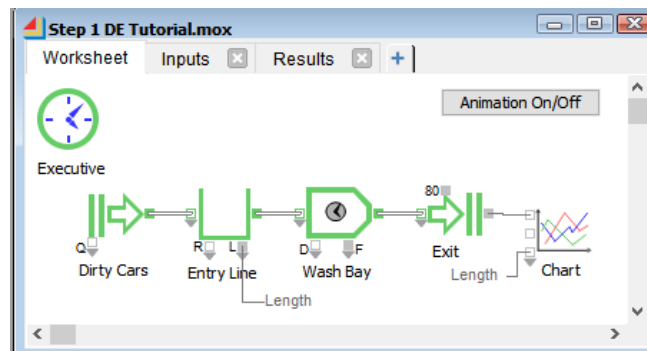 Step 1 DE Tutorial.mox
Worksheet
Inputs
Results
+
Animation On/Off
Executive
80
Q
R
L
D
F
Dirty Cars
Entry Line
Wash Bay
Exit
Length
Chart
Length